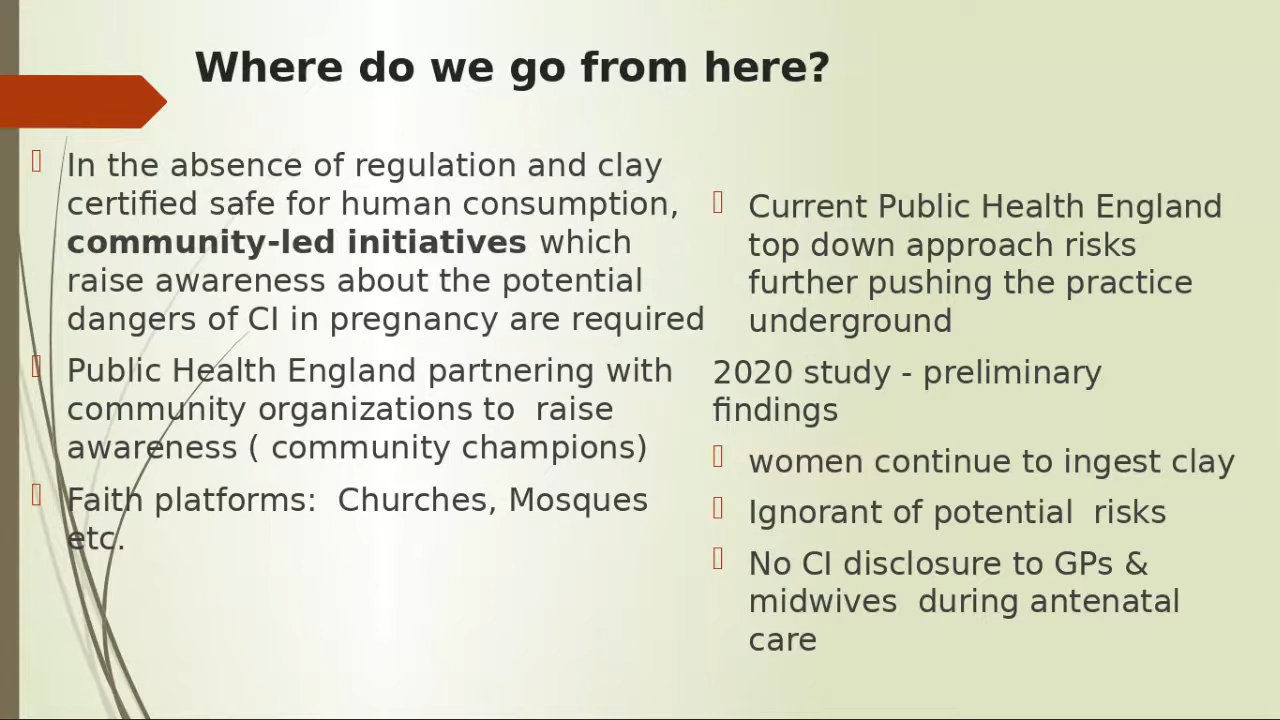 Where do we go from here?
In the absence of regulation and clay
certified safe for human consumption,
community-led initiatives which
raise awareness about the potential
dangers of CI in pregnancy are required
Public Health England partnering with
community organizations to  raise
awareness ( community champions)
Faith platforms:  Churches, Mosques
etc.
Current Public Health England
top down approach risks
further pushing the practice
underground
2020 study - preliminary
findings
women continue to ingest clay
Ignorant of potential  risks
No CI disclosure to GPs &
midwives  during antenatal
care